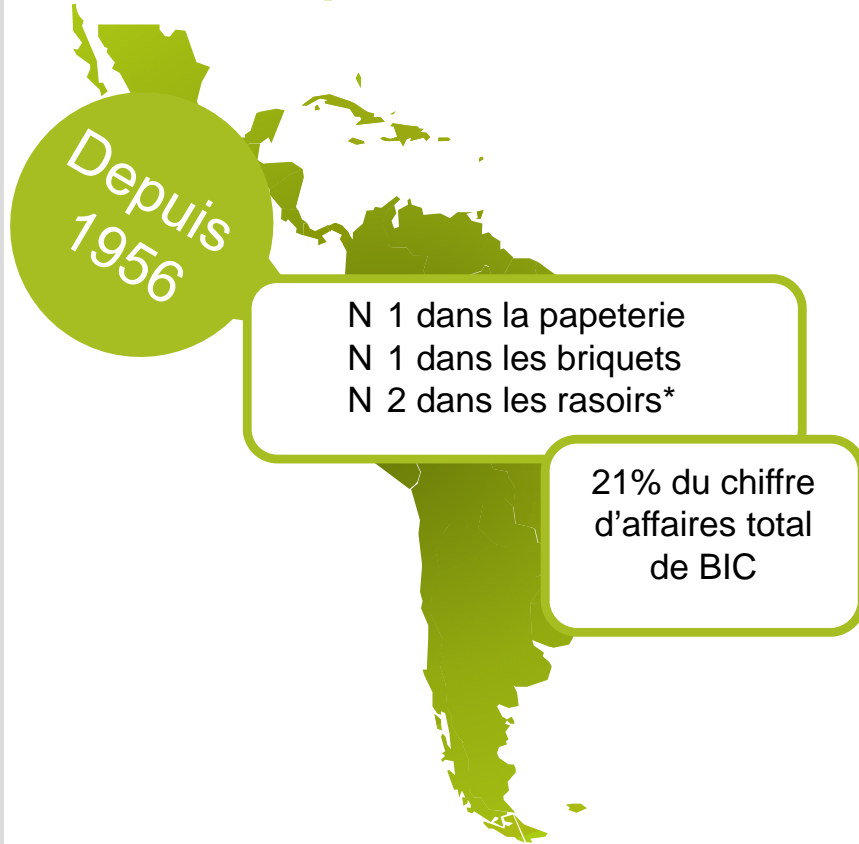 Depuis
1956
N 1 dans la papeterie
N 1 dans les briquets
N 2 dans les rasoirs*
21% du chiffre
d'affaires total
de BIC